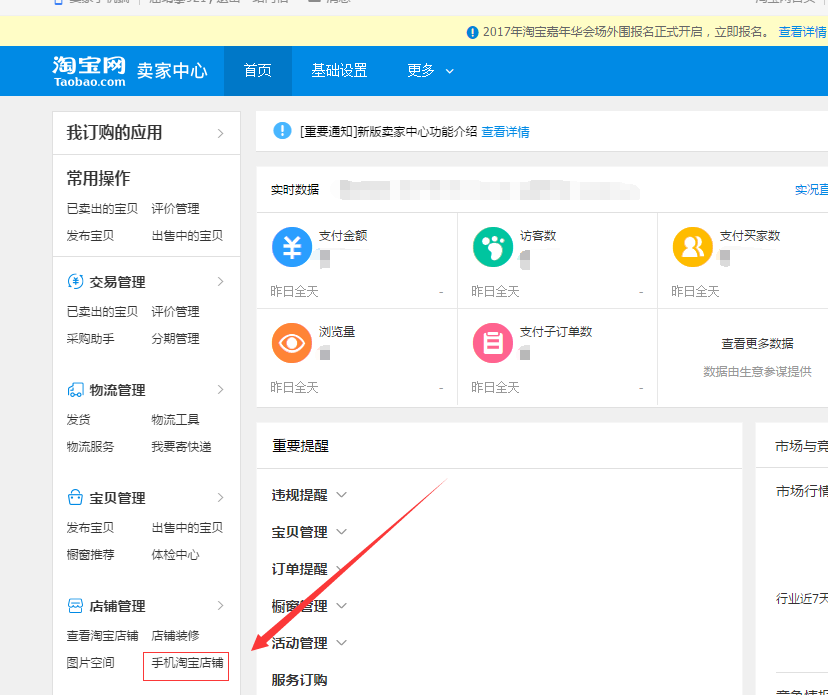 2017年淘宝嘉年华会场外围报名正式开启，立即报名。 查看详情
淘宝网 Taobao.com 卖家中心 首页 基础设置 更多
我订购的应用
常用操作
已卖出的宝贝 评价管理
发布宝贝 出售中的宝贝
交易管理
已卖出的宝贝 评价管理
采购助手 分期管理
物流管理
发货 物流工具
物流服务 我要寄快递
宝贝管理
发布宝贝 出售中的宝贝
橱窗推荐 体检中心
店铺管理
查看淘宝店铺 店铺装修
图片空间 手机淘宝店铺
[重要通知]新版卖家中心功能介绍 查看详情
实时数据 实况直
支付金额 访客数 支付买家数
昨日全天 - 昨日全天 - 昨日全天
浏览量 支付子订单数 查看更多数据
数据由生意参谋提供
昨日全天 - 昨日全天 -
重要提醒
违规提醒
宝贝管理
订单提醒
橱窗管理
活动管理
服务订购
市场与竞
市场行情
行业近7天